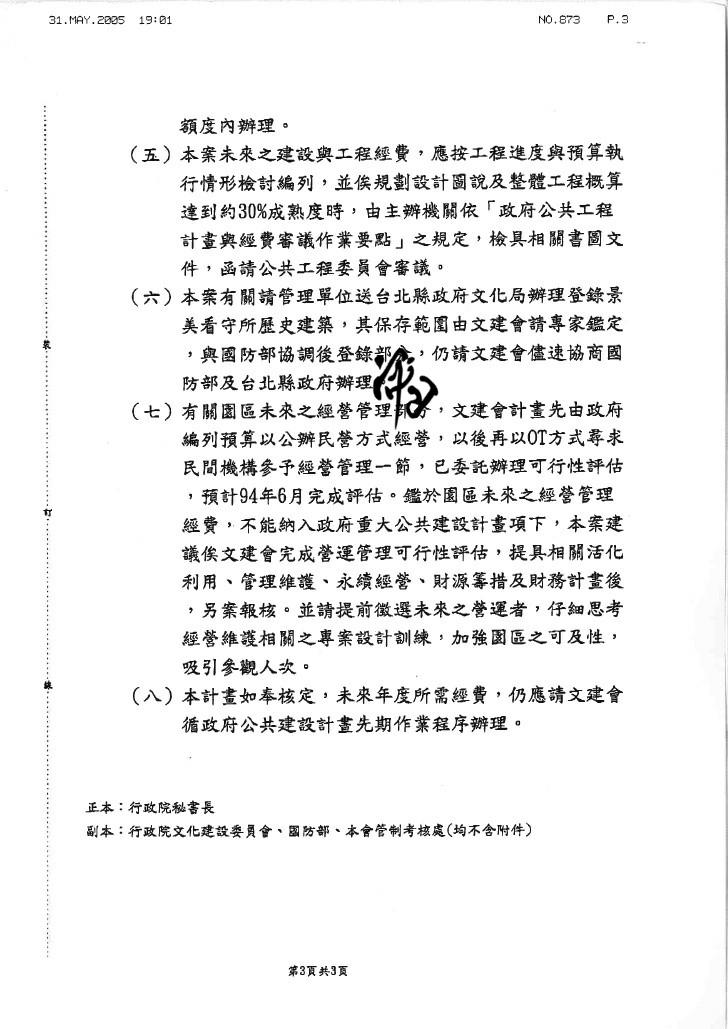 31.MAY.2005 19:01 NO.873 P.3
額度內辦理。
(五)本案未來之建設與工程經費，應按工程進度與預算執
行情形檢討編列，並俟規劃設計圖說及整體工程概算
達到約30%成熟度時，由主辦機關依「政府公共工程
計畫與經費審議作業要點」之規定，檢具相關書圖文
件，函請公共工程委員會審議。
(六)本案有關請管理單位送台北縣政府文化局辦理登錄景
美看守所歷史建築，其保存範圍由文建會請專家鑑定
，與國防部協調後登錄部分，仍請文建會儘速協商國
防部及台北縣政府辦理。
(七)有關園區未來之經營管理部分，文建會計畫先由政府
編列預算以公辦民營方式經營，以後再以OT方式尋求
民間機構參予經營管理一節，已委託辦理可行性評估
，預計94年6月完成評估。鑑於園區未來之經營管理
經費，不能納入政府重大公共建設計畫項下，本案建
議俟文建會完成營運管理可行性評估，提具相關活化
利用、管理維護、永續經營、財源籌措及財務計畫後
，另案報核。並請提前徵選未來之營運者，仔細思考
經營維護相關之專案設計訓練，加強園區之可及性，
吸引參觀人次。
(八)本計畫如奉核定，未來年度所需經費，仍應請文建會
循政府公共建設計畫先期作業程序辦理。
裝
訂
線
正本：行政院秘書長
副本：行政院文化建設委員會、國防部、本會管制考核處(均不含附件)
第3頁共3頁